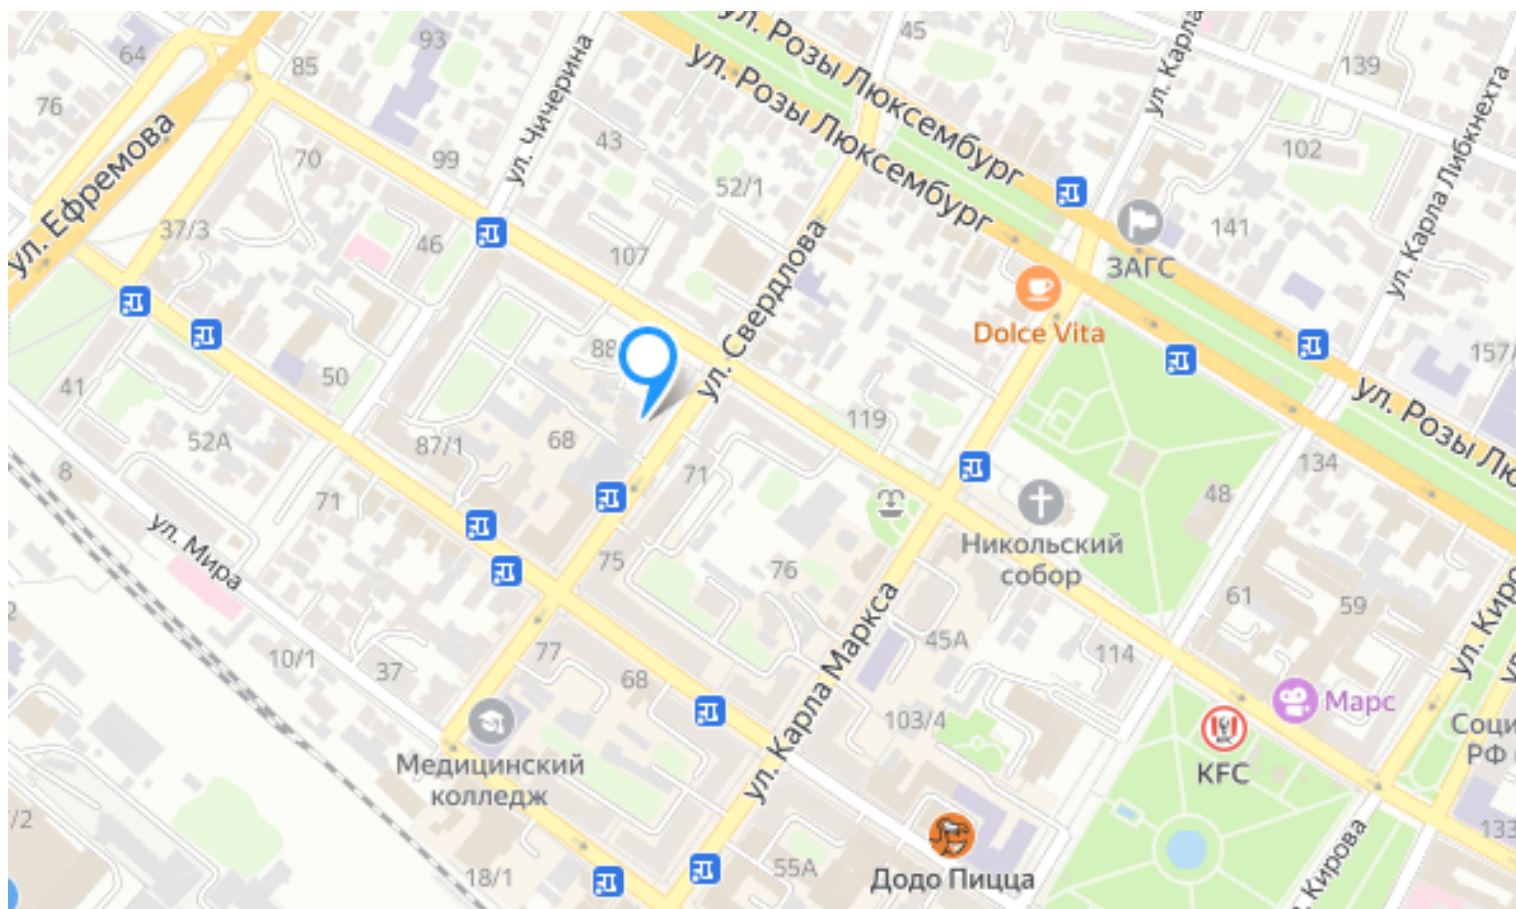 ул. Розы Люксембург
45
93
64
ул. Карла
139
85
ул. Розы Люксембург
ул. Чичерина
76
43
102
70
99
ул. Карла Либкнехта
52/1
ул. Ефремова
37/3
46
141
107
ЗАГС
ул. Свердлова
Dolce Vita
88
157/
50
41
119
ул. Розы Лю
52А
87/1
68
8
71
134
71
48
ул. Мира
Никольский
собор
75
76
61
59
ул. Киро
45А
77
114
10/1
37
68
ул. Карла Маркса
Марс
103/4
Соци
РФ
Медицинский
колледж
KFC
/2
133
55А
Додо Пицца
18/1
. Кирова